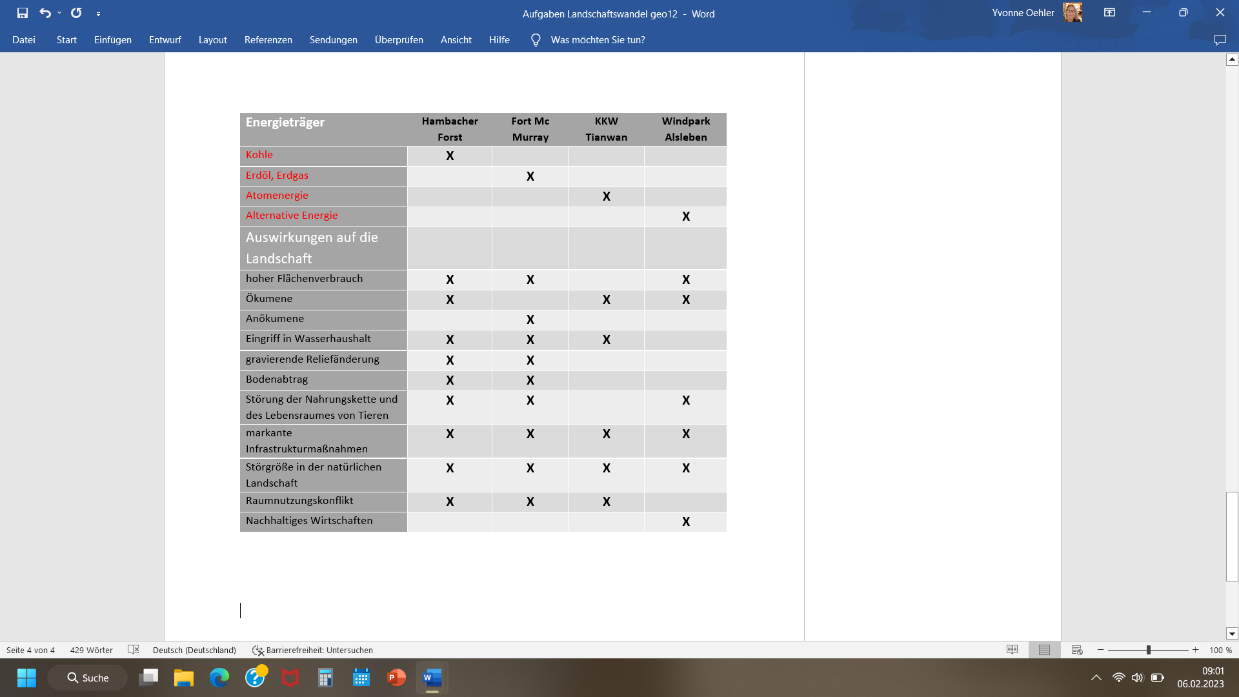 Aufgaben Landschaftswandel geo12 - Word
Yvonne Oehler
Datei Start Einfügen Entwurf Layout Referenzen Sendungen Überprüfen Ansicht Hilfe Was möchten Sie tun?
Energieträger Hambacher Forst Fort Mc Murray KKW Tianwan Windpark Alsleben
Kohle X
Erdöl, Erdgas X
Atomenergie X
Alternative Energie X
Auswirkungen auf die
Landschaft
hoher Flächenverbrauch X X X
Ökumene X X X
Anökumene X
Eingriff in Wasserhaushalt X X X
gravierende Reliefänderung X X
Bodenabtrag X X
Störung der Nahrungskette und X X X
des Lebensraumes von Tieren
markante X X X X
Infrastrukturmaßnahmen
Störgröße in der natürlichen X X X X
Landschaft
Raumnutzungskonflikt X X X
Nachhaltiges Wirtschaften X
Seite 4 von 4 429 Wörter Deutsch (Deutschland) Barrierefreiheit: Untersuchen 100 %
Suche
09:01
06.02.2023